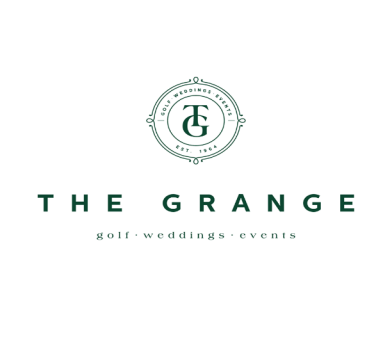 GOLF WEDDINGS EVENTS
TG
EST. 1964
THE GRANGE
golf · weddings · events